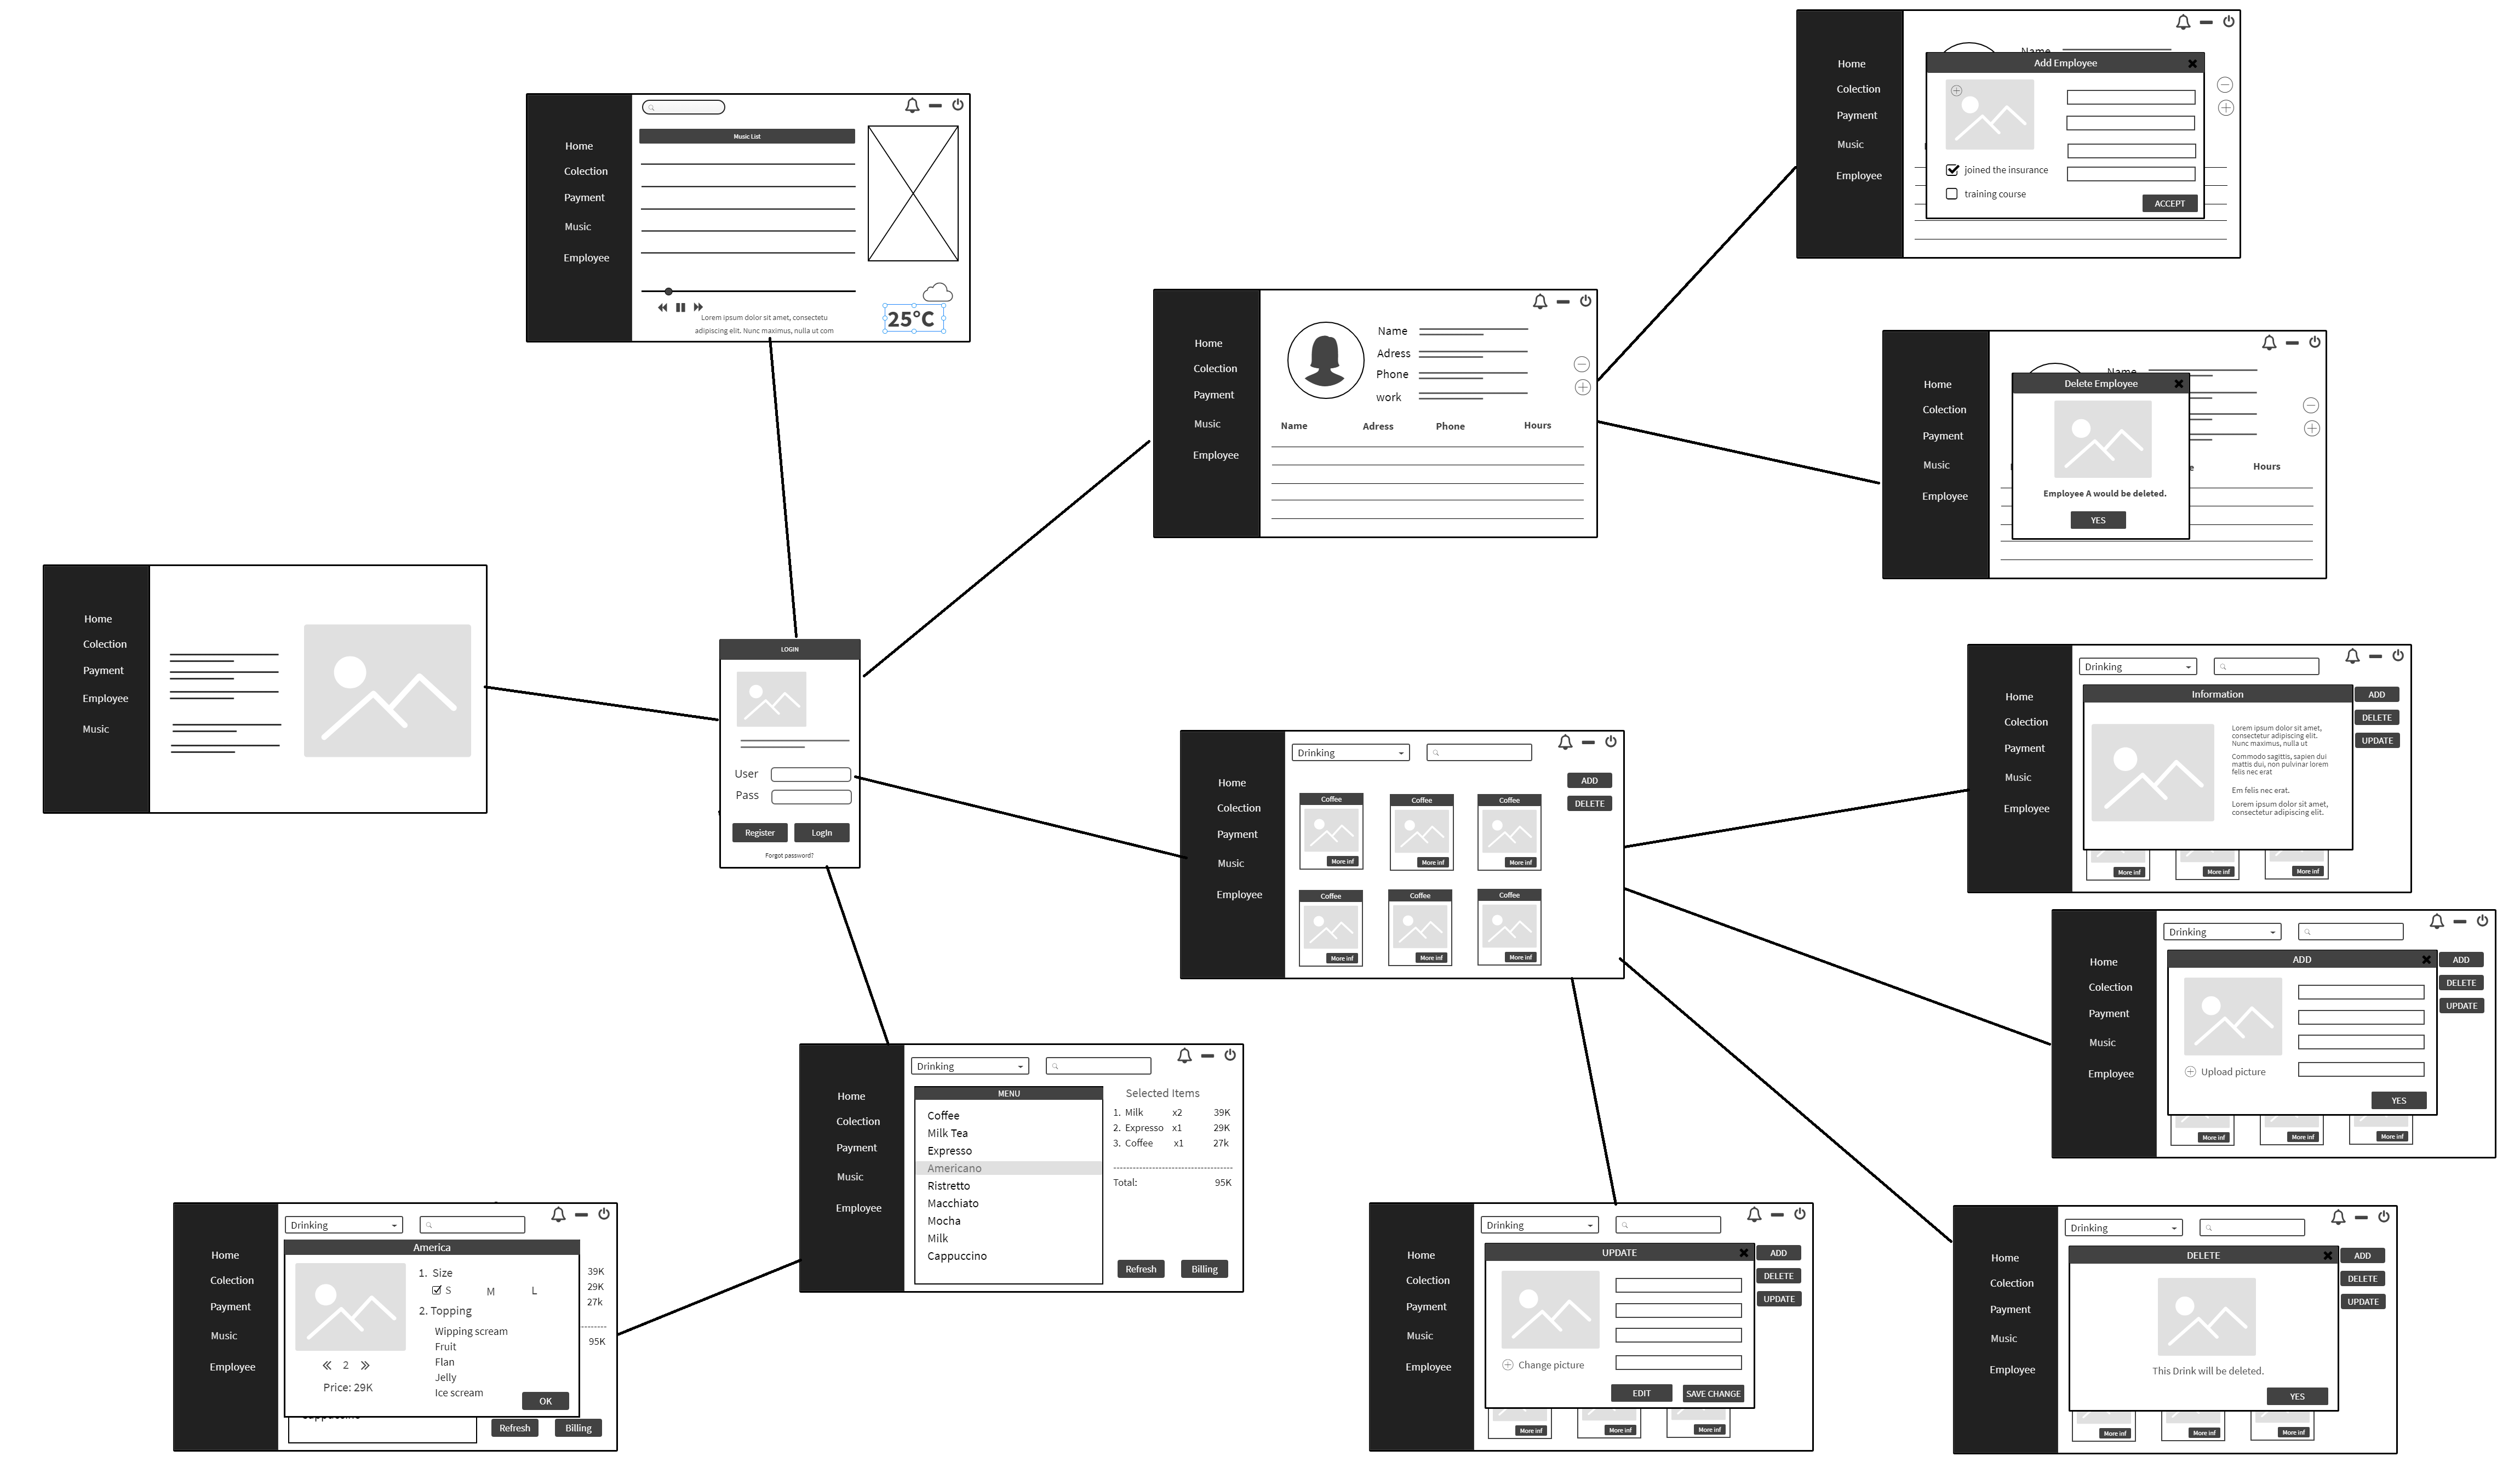 Home
Colection
Payment
Music
Employee
Name
Add Employee
joined the insurance
training course
ACCEPT
Home
Colection
Payment
Music
Employee
Music List
Lorem ipsum dolor sit amet, consectetu
adipiscing elit. Nunc maximus, nulla ut com
25°C
Home
Colection
Payment
Music
Employee
Name
Adress
Phone
work
Name Adress Phone Hours
Home
Colection
Payment
Music
Employee
Name
Delete Employee
Hours
Employee A would be deleted.
YES
Home
Colection
Payment
Employee
Music
LOGIN
User
Pass
Register LogIn
Forgot password?
Home
Colection
Payment
Music
Employee
Drinking
ADD
DELETE
Coffee Coffee Coffee
More inf More inf More inf
Coffee Coffee Coffee
More inf More inf More inf
Home
Colection
Payment
Music
Employee
Drinking
Information
ADD
DELETE
UPDATE
Lorem ipsum dolor sit amet,
consectetur adipiscing elit.
Nunc maximus, nulla ut
Commodo sagittis, sapien dui
mattis dui, non pulvinar lorem
felis nec erat
Em felis nec erat.
Lorem ipsum dolor sit amet,
consectetur adipiscing elit.
More inf More inf More inf
Home
Colection
Payment
Music
Employee
Drinking
ADD
ADD
DELETE
UPDATE
Upload picture
YES
More inf More inf More inf
Home
Colection
Payment
Music
Employee
Drinking
MENU
Coffee
Milk Tea
Expresso
Americano
Ristretto
Macchiato
Mocha
Milk
Cappuccino
Selected Items
1. Milk x2 39K
2. Expresso x1 29K
3. Coffee x1 27k
Total: 95K
Refresh Billing
Home
Colection
Payment
Music
Employee
Drinking
America
1. Size
S M L
2. Topping
Wipping scream
Fruit
Flan
Jelly
Ice scream
2
Price: 29K
OK
39K
29K
27k
95K
Cappuccino
Refresh Billing
Home
Colection
Payment
Music
Employee
Drinking
UPDATE
ADD
DELETE
UPDATE
Change picture
EDIT SAVE CHANGE
More inf More inf More inf
Home
Colection
Payment
Music
Employee
Drinking
DELETE
ADD
DELETE
UPDATE
This Drink will be deleted.
YES
More inf More inf More inf